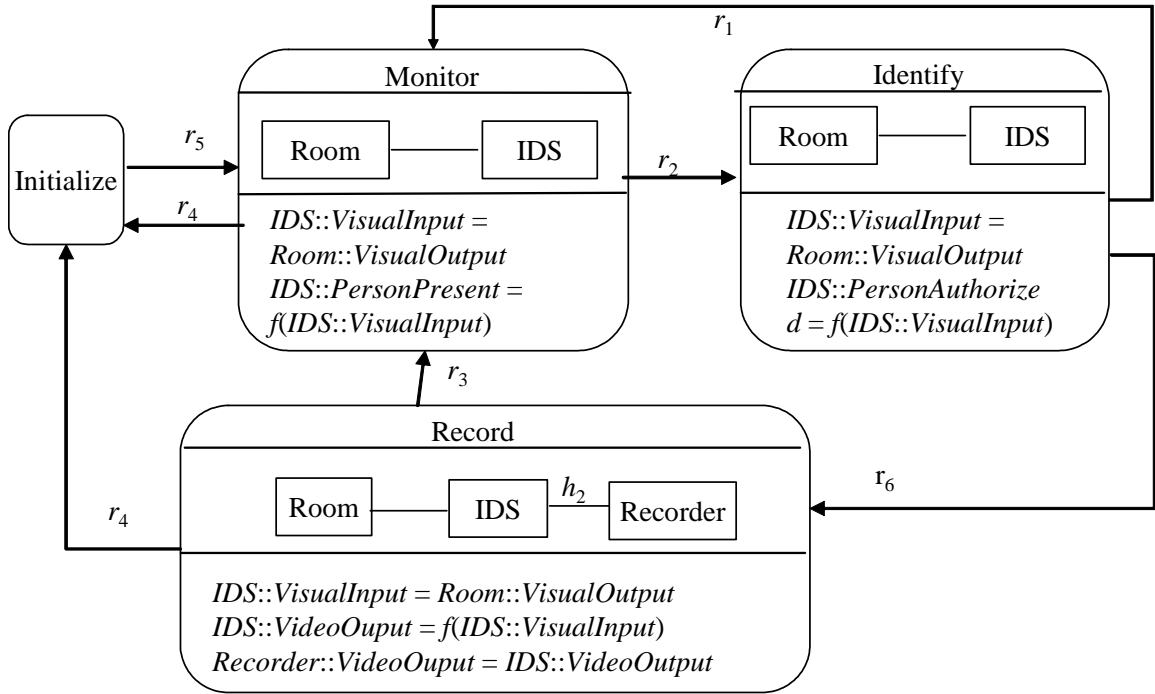 r1
Monitor
Identify
Room
IDS
Room
IDS
Initialize
r5
r2
r4
IDS::VisualInput =
Room::VisualOutput
IDS::PersonPresent =
f(IDS::VisualInput)
IDS::VisualInput =
Room::VisualOutput
IDS::PersonAuthorize
d = f(IDS::VisualInput)
r3
Record
Room
IDS
h2
Recorder
r6
r4
IDS::VisualInput = Room::VisualOutput
IDS::VideoOuput = f(IDS::VisualInput)
Recorder::VideoOuput = IDS::VideoOutput